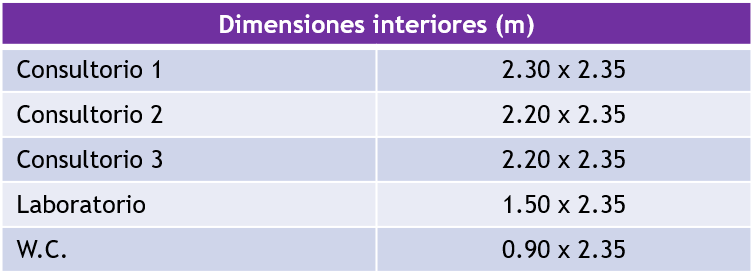 Dimensiones interiores (m)
Consultorio 1 2.30 x 2.35
Consultorio 2 2.20 x 2.35
Consultorio 3 2.20 x 2.35
Laboratorio 1.50 x 2.35
W.C. 0.90 x 2.35